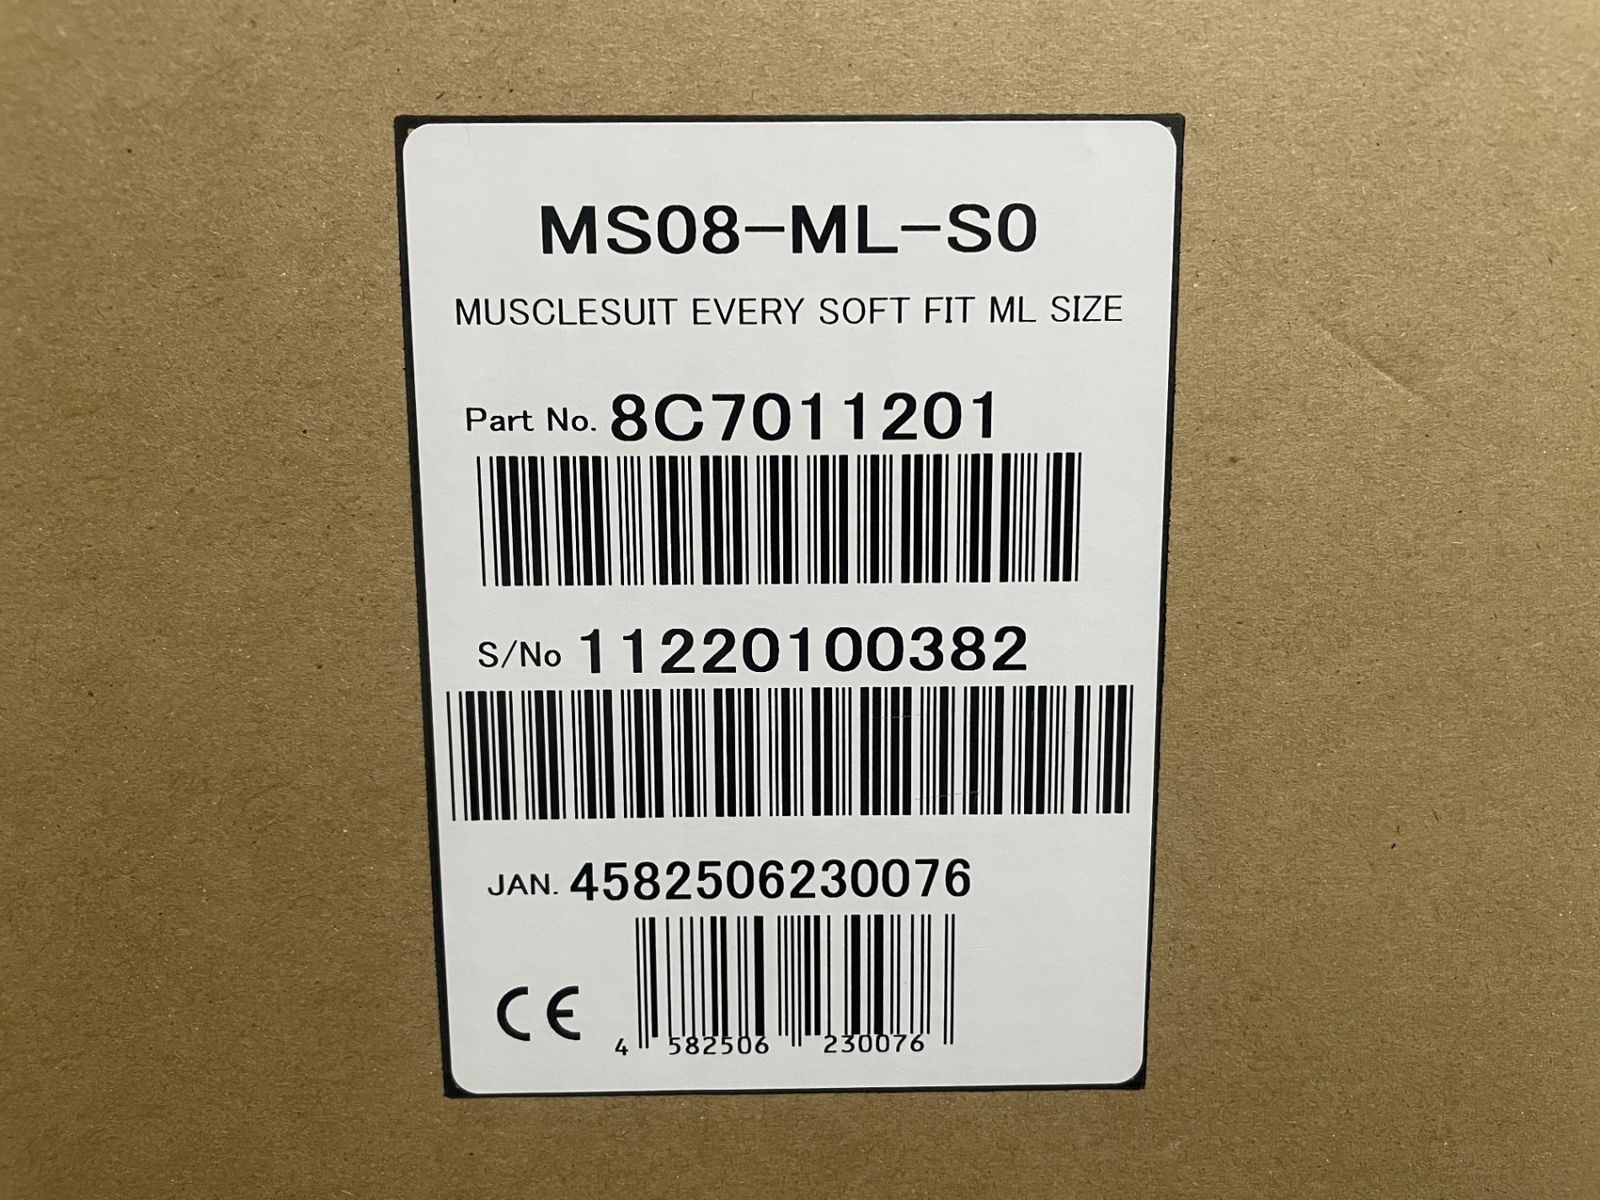 MS08-ML-S0
MUSCLESUIT EVERY SOFT FIT ML SIZE
Part No. 8C7011201
S/No 11220100382
JAN. 4582506230076
CE
4 582506 230076